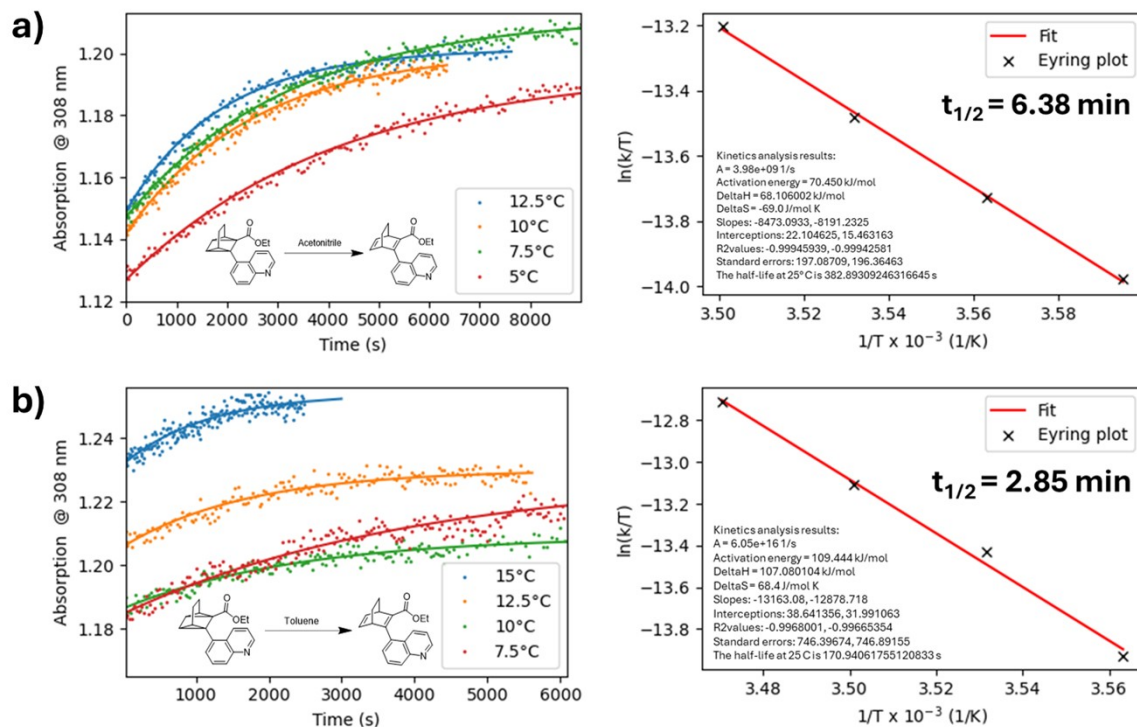 a)
1.20
1.18
1.16
1.14
1.12
Absorption @ 308 nm
0 1000 2000 3000 4000 5000 6000 7000 8000
Time (s)
O
OEt
N
Acetonitrile
O
OEt
N
12.5°C
10°C
7.5°C
5°C
−13.2
−13.4
−13.6
−13.8
−14.0
ln(k/T)
3.50 3.52 3.54 3.56 3.58
1/T x 10⁻³ (1/K)
Fit
Eyring plot
t1/2 = 6.38 min
Kinetics analysis results:
A = 3.98e+09 1/s
Activation energy = 70.450 kJ/mol
DeltaH = 68.106002 kJ/mol
DeltaS = -69.0 J/mol K
Slopes: -8473.0933, -8191.2325
Interceptions: 22.104625, 15.463163
R2values: -0.99945939, -0.99942581
Standard errors: 197.08709, 196.36463
The half-life at 25°C is 382.89309246316645 s
b)
1.24
1.22
1.20
1.18
Absorption @ 308 nm
1000 2000 3000 4000 5000 6000
Time (s)
O
OEt
N
Toluene
O
OEt
N
15°C
12.5°C
10°C
7.5°C
−12.8
−13.0
−13.2
−13.4
−13.6
−13.8
ln(k/T)
3.48 3.50 3.52 3.54 3.56
1/T x 10⁻³ (1/K)
Fit
Eyring plot
t1/2 = 2.85 min
Kinetics analysis results:
A = 6.05e+16 1/s
Activation energy = 109.444 kJ/mol
DeltaH = 107.080104 kJ/mol
DeltaS = 68.4 J/mol K
Slopes: -13163.08, -12878.718
Interceptions: 38.641356, 31.991063
R2values: -0.9968001, -0.99665354
Standard errors: 746.39674, 746.89155
The half-life at 25 C is 170.94061755120833 s